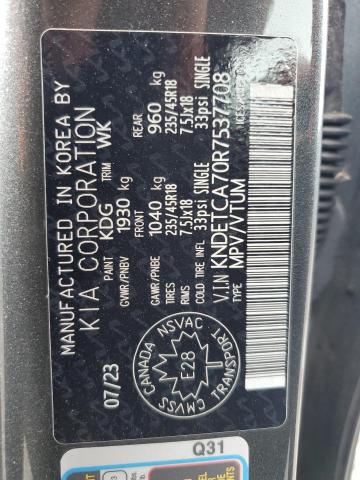 MANUFACTURED IN KOREA BY
KIA CORPORATION
07/23
PAINT KDG TRIM WK
GVWR/PNBV 1930 kg
FRONT REAR
GAWR/PNBE 1040 kg 960 kg
TIRES 235/45R18 235/45R18
RIMS 7.5Jx18 7.5Jx18
COLD TIRE INFL 33psi SINGLE 33psi SINGLE
VIN KNDETCA70R7537708
TYPE MPV/VTUM
CANADA
NSVAC
E28
CMVSS
TRANSPORT
Q31